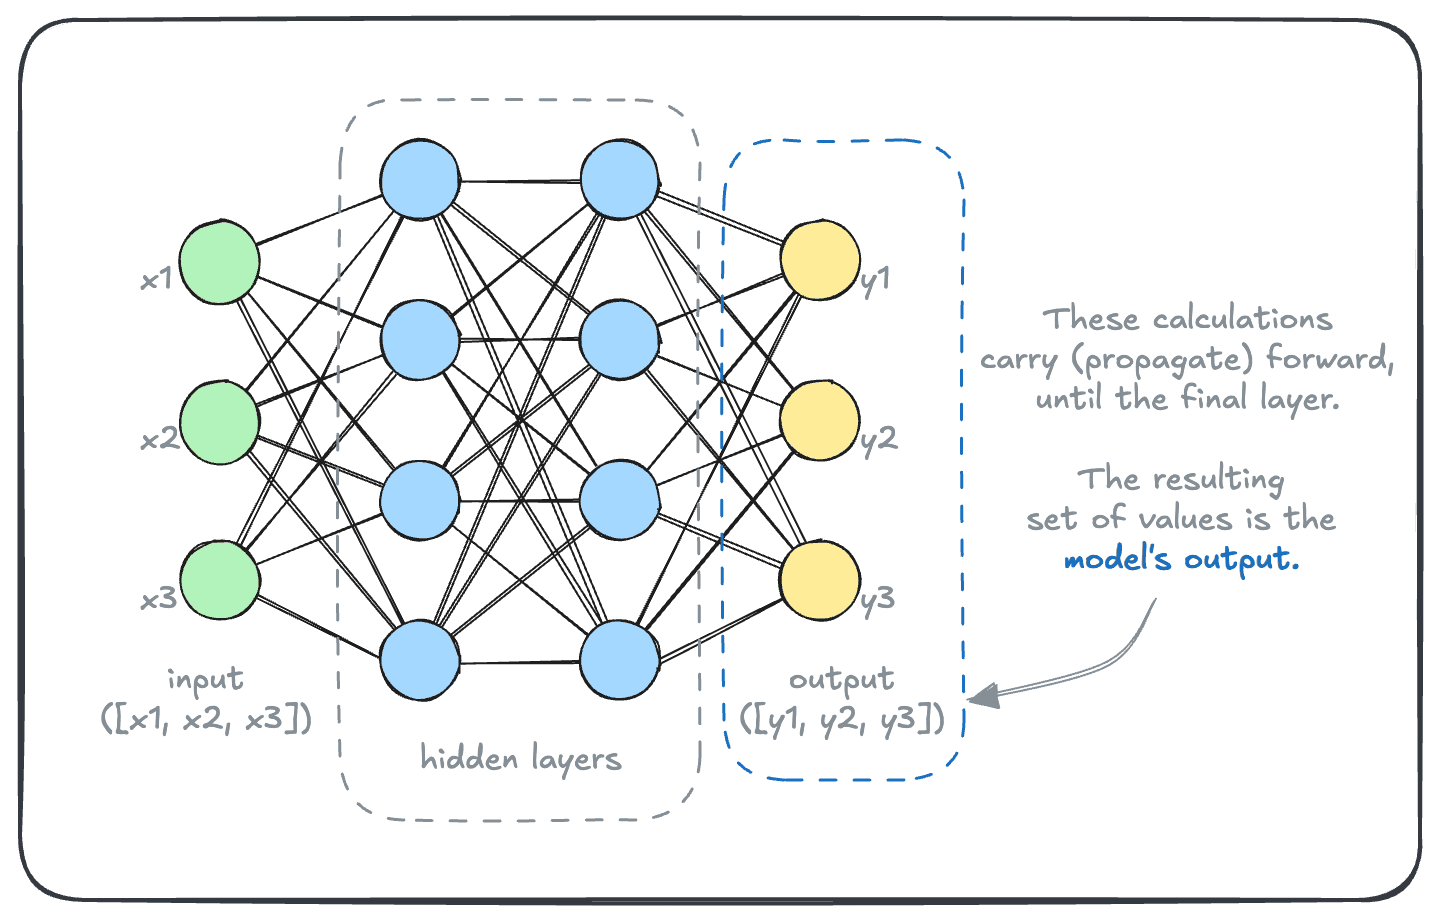 x1
x2
x3
input
([x1, x2, x3])
hidden layers
y1
y2
y3
output
([y1, y2, y3])
These calculations
carry (propagate) forward,
until the final layer.
The resulting
set of values is the
model's output.